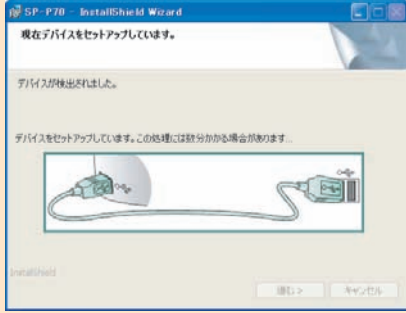 SP-P70 - InstallShield Wizard
現在デバイスをセットアップしています。
デバイスが検出されました。
デバイスをセットアップしています。この処理には数分かかる場合があります...
InstallShield
進む >
キャンセル